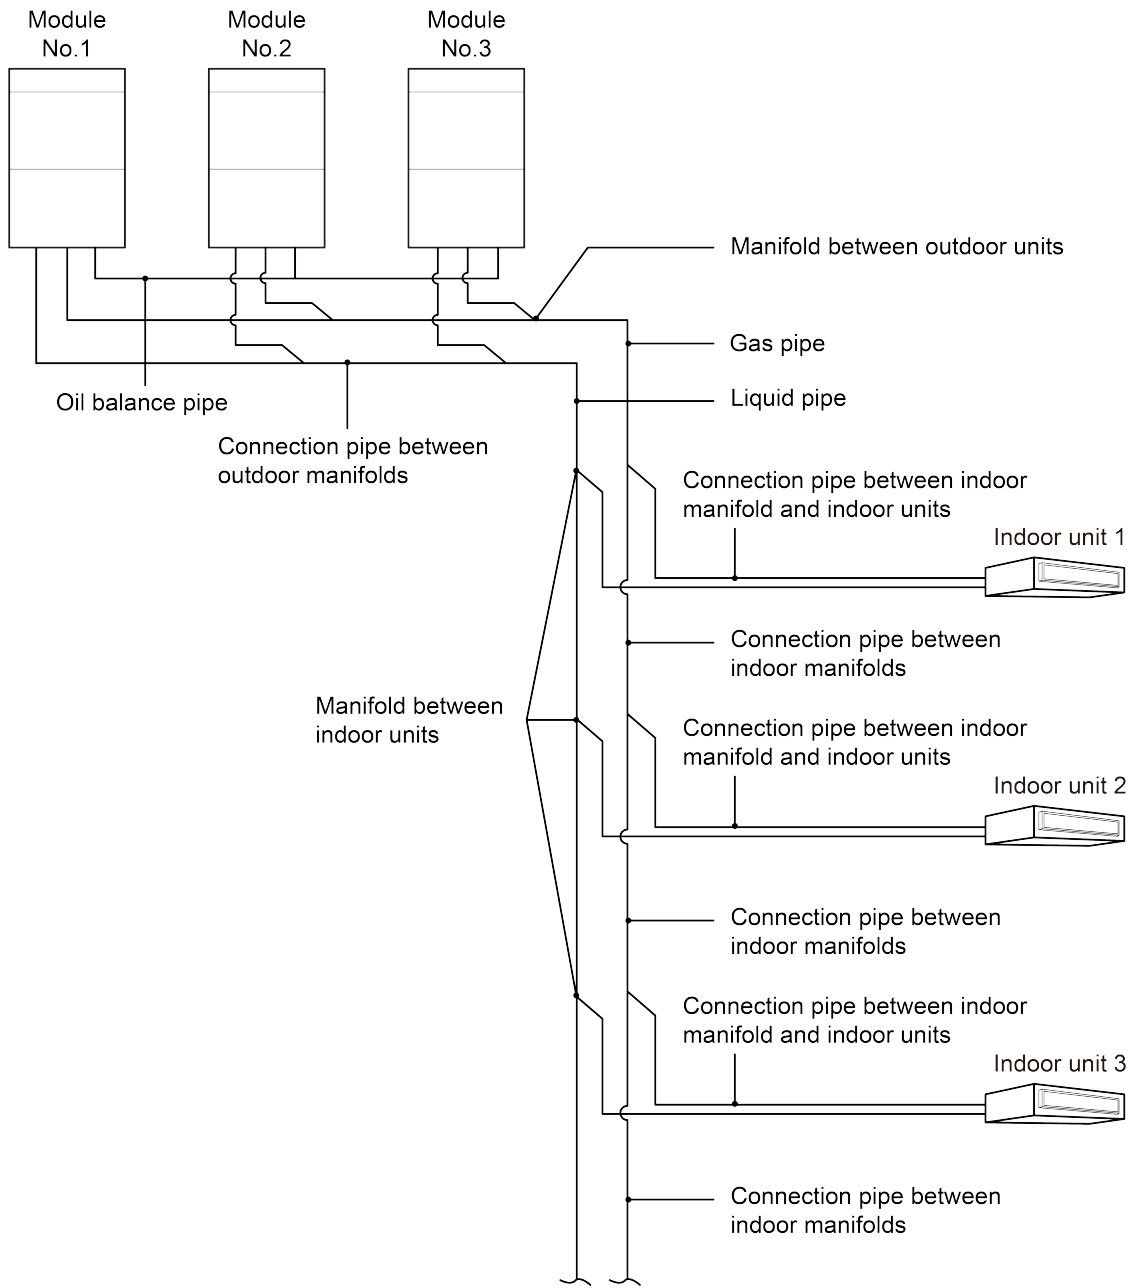 Module
No.1
Module
No.2
Module
No.3
Manifold between outdoor units
Gas pipe
Liquid pipe
Oil balance pipe
Connection pipe between
outdoor manifolds
Connection pipe between indoor
manifold and indoor units
Indoor unit 1
Connection pipe between
indoor manifolds
Manifold between
indoor units
Connection pipe between indoor
manifold and indoor units
Indoor unit 2
Connection pipe between
indoor manifolds
Connection pipe between indoor
manifold and indoor units
Indoor unit 3
Connection pipe between
indoor manifolds